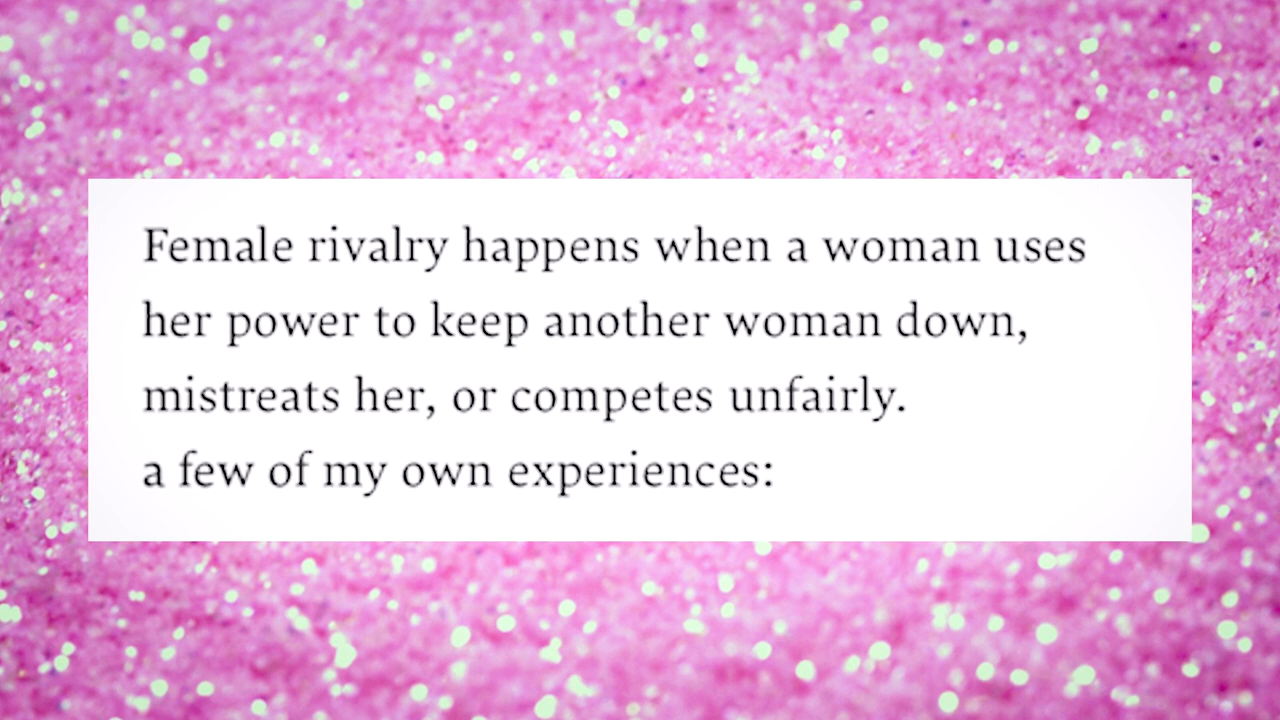 Female rivalry happens when a woman uses
her power to keep another woman down,
mistreats her, or competes unfairly.
a few of my own experiences: